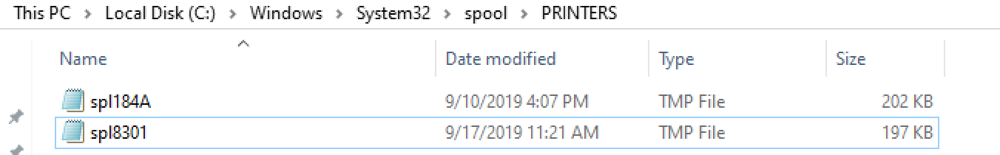 This PC > Local Disk (C:) > Windows > System32 > spool > PRINTERS
Name Date modified Type Size
spl184A 9/10/2019 4:07 PM TMP File 202 KB
spl8301 9/17/2019 11:21 AM TMP File 197 KB